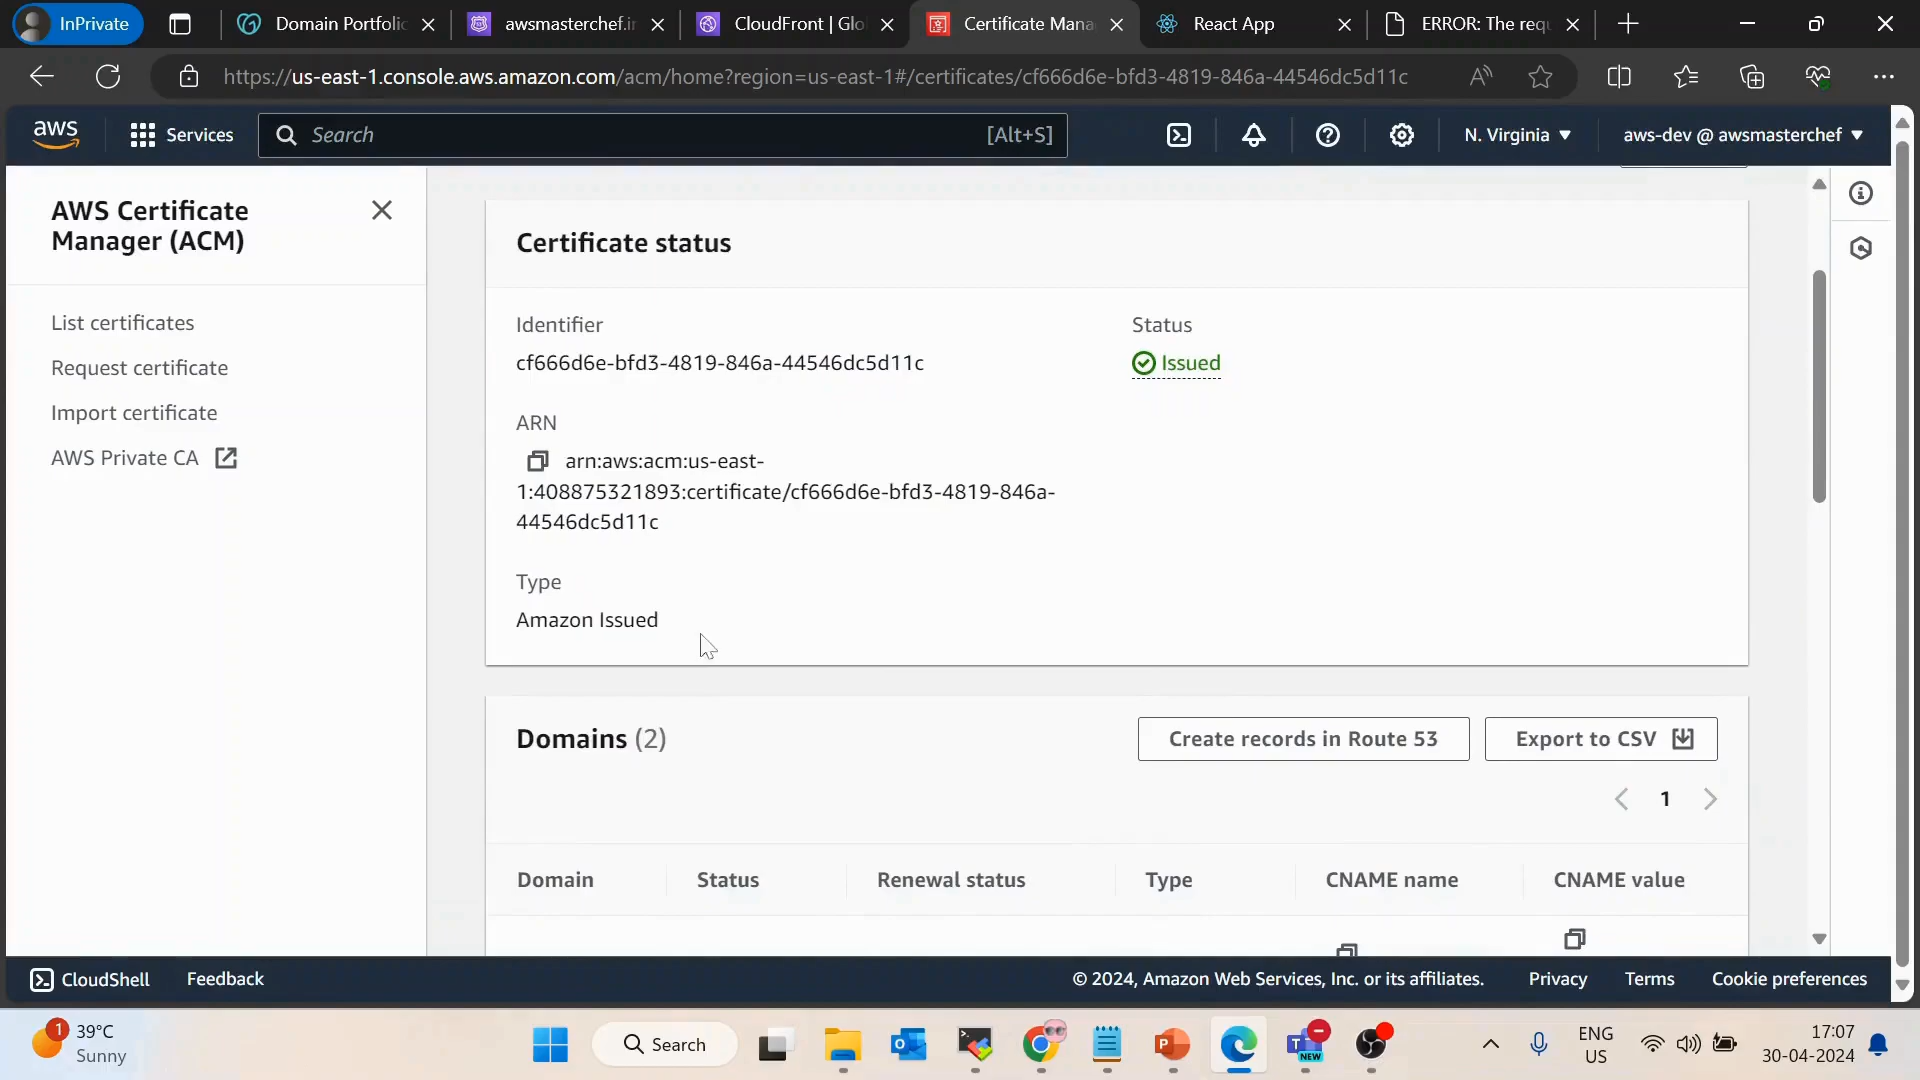 InPrivate
Domain Portfolio
awsmasterchef.in
CloudFront | Glo
Certificate Mana
React App
ERROR: The requ
https://us-east-1.console.aws.amazon.com/acm/home?region=us-east-1#/certificates/cf666d6e-bfd3-4819-846a-44546dc5d11c
aws
Services
Search
[Alt+S]
N. Virginia
aws-dev @ awsmasterchef
AWS Certificate
Manager (ACM)
List certificates
Request certificate
Import certificate
AWS Private CA
Certificate status
Identifier
cf666d6e-bfd3-4819-846a-44546dc5d11c
Status
Issued
ARN
arn:aws:acm:us-east-
1:408875321893:certificate/cf666d6e-bfd3-4819-846a-
44546dc5d11c
Type
Amazon Issued
Domains (2)
Create records in Route 53
Export to CSV
1
Domain
Status
Renewal status
Type
CNAME name
CNAME value
CloudShell
Feedback
© 2024, Amazon Web Services, Inc. or its affiliates.
Privacy
Terms
Cookie preferences
1
39°C
Sunny
Search
NEW
ENG
US
17:07
30-04-2024